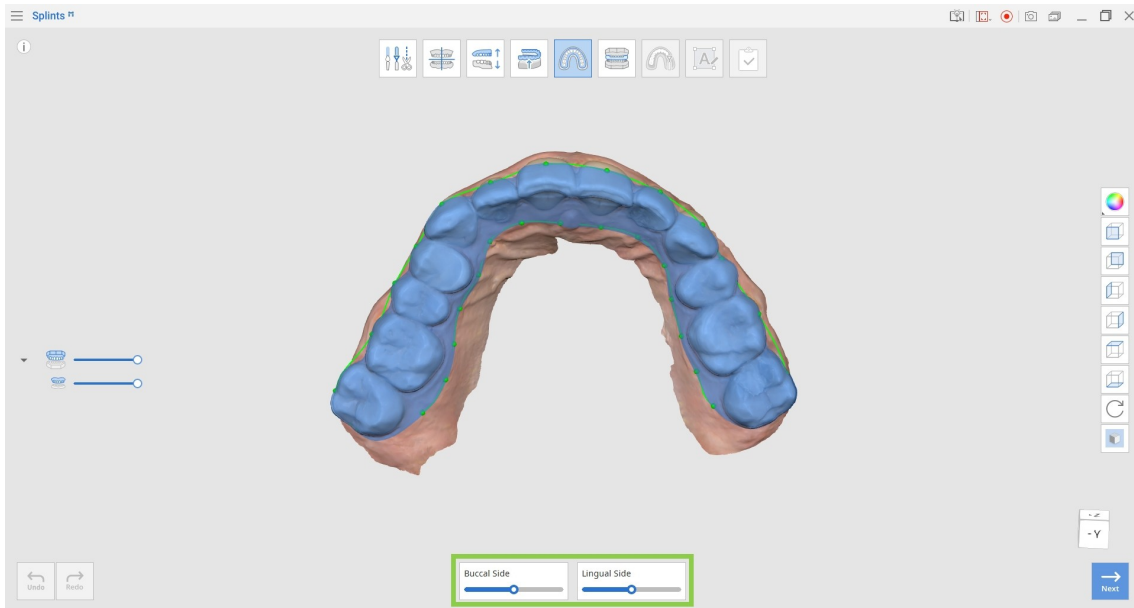 Splints
Buccal Side
Lingual Side
Undo
Redo
- Y
Next